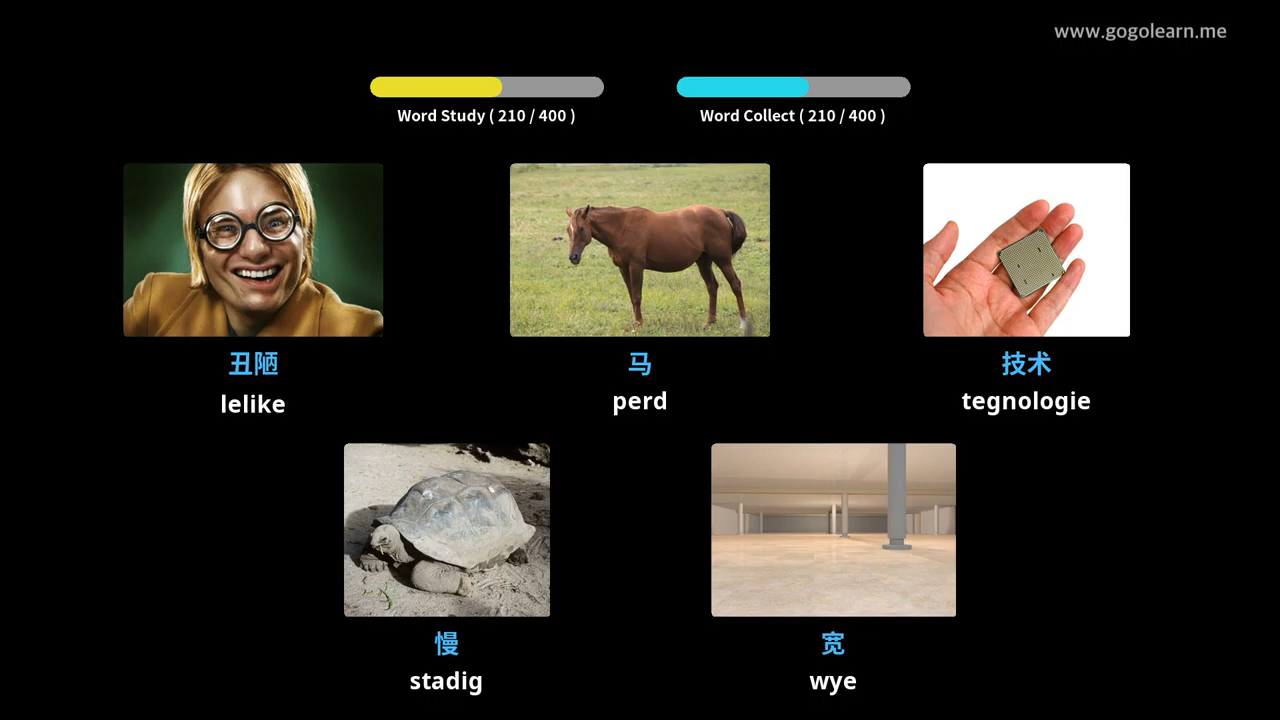 www.gogolearn.me
Word Study ( 210 / 400 )
Word Collect ( 210 / 400 )
丑陋
lelike
马
perd
技术
tegnologie
慢
stadig
宽
wye